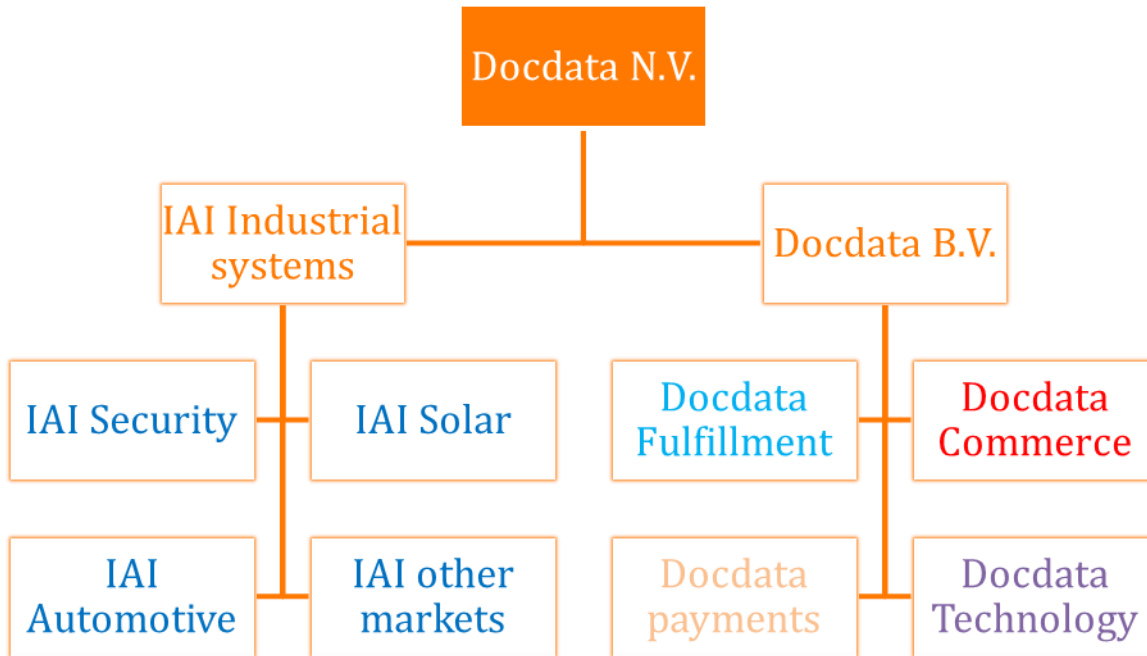 Docdata N.V.
IAI Industrial
systems
Docdata B.V.
IAI Security
IAI Solar
Docdata
Fulfillment
Docdata
Commerce
IAI
Automotive
IAI other
markets
Docdata
payments
Docdata
Technology